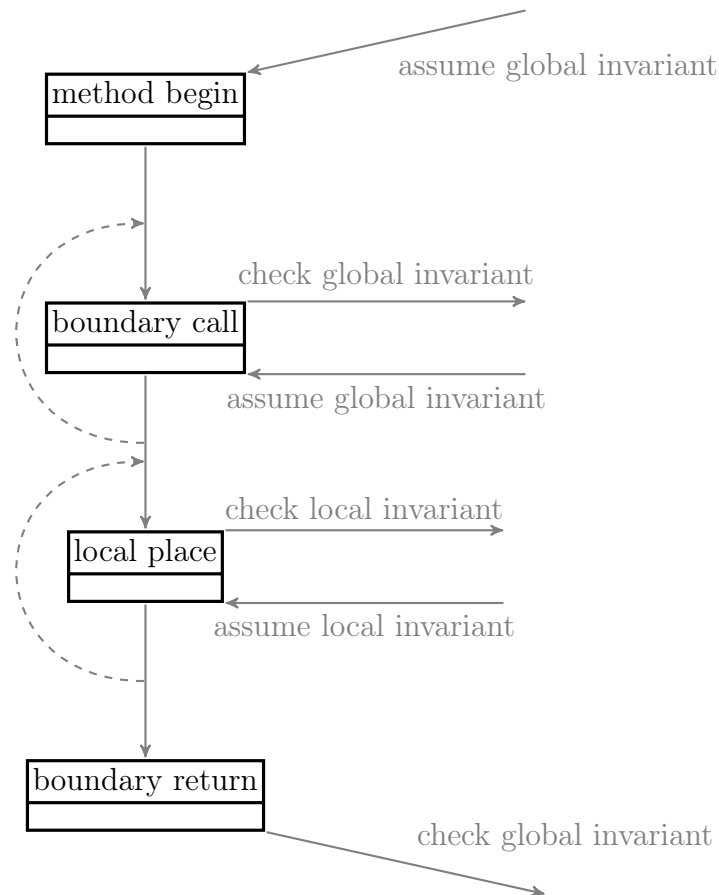 assume global invariant
method begin
check global invariant
boundary call
assume global invariant
check local invariant
local place
assume local invariant
boundary return
check global invariant